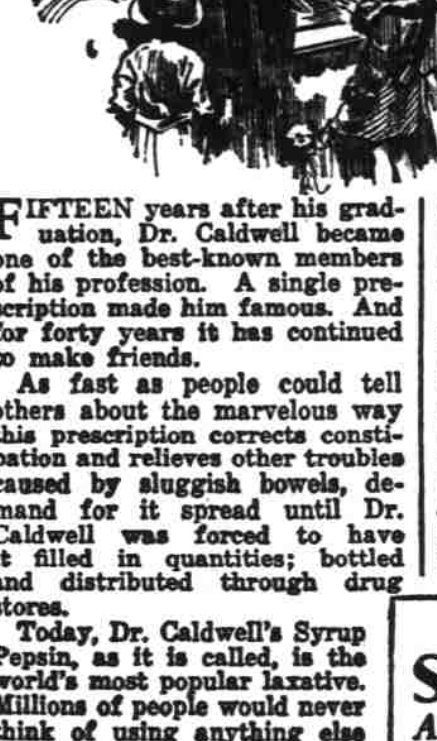 FIFTEEN years after his grad-
uation, Dr. Caldwell became
one of the best-known members
of his profession. A single pre-
scription made him famous. And
for forty years it has continued
to make friends.
As fast as people could tell
others about the marvelous way
this prescription corrects consti-
pation and relieves other troubles
caused by sluggish bowels, de-
mand for it spread until Dr.
Caldwell was forced to have
it filled in quantities; bottled
and distributed through drug
stores.
Today, Dr. Caldwell's Syrup
Pepsin, as it is called, is the
world's most popular laxative.
Millions of people would never
think of using anything else
S
A